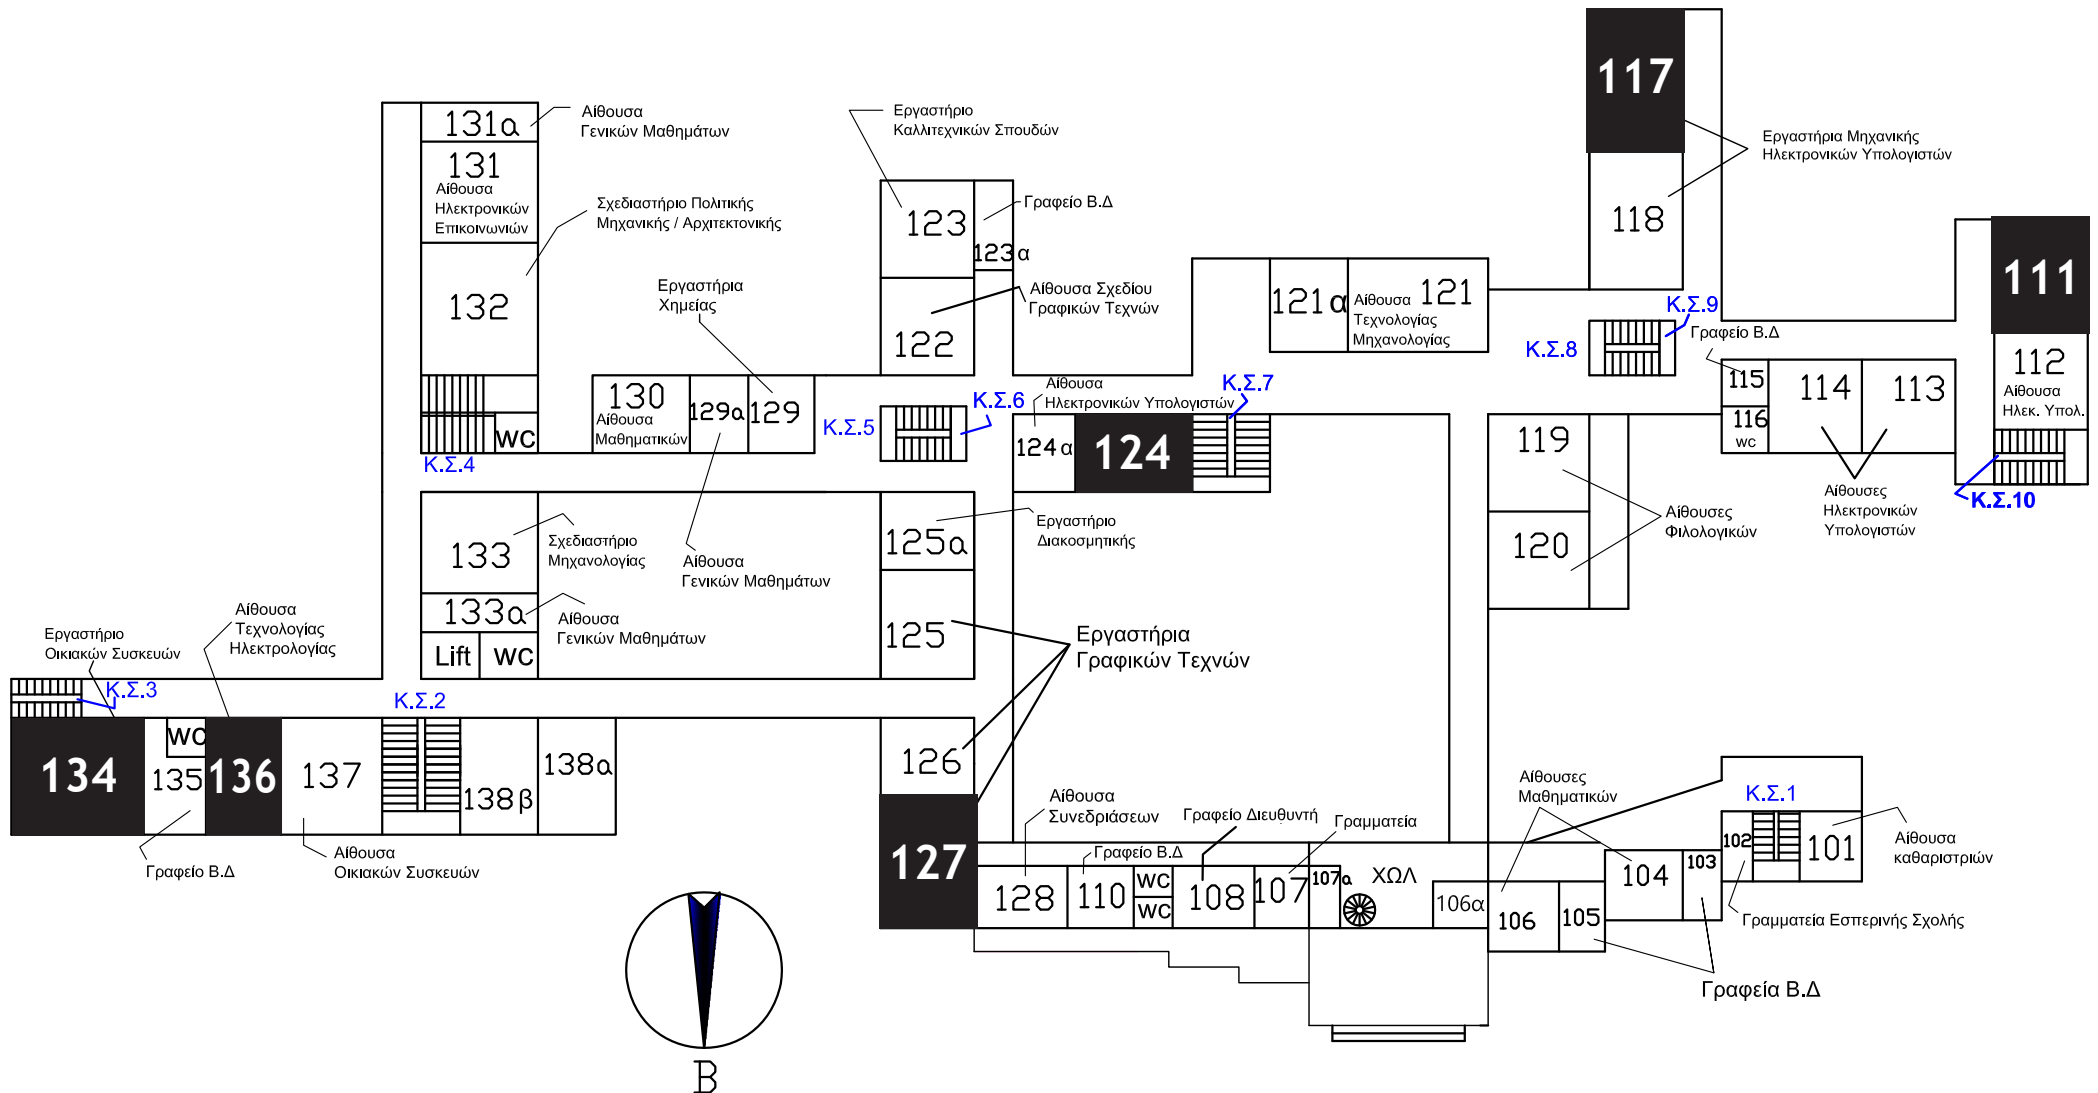 117
131α
Αίθουσα
Γενικών Μαθημάτων
Εργαστήριο
Καλλιτεχνικών Σπουδών
Εργαστήρια Μηχανικής
Ηλεκτρονικών Υπολογιστών
131
Αίθουσα
Ηλεκτρονικών
Επικοινωνιών
Σχεδιαστήριο Πολιτικής
Μηχανικής / Αρχιτεκτονικής
123
Γραφείο Β.Δ
123α
118
111
132
Εργαστήρια
Χημείας
Αίθουσα Σχεδίου
Γραφικών Τεχνών
122
121α
Αίθουσα
Τεχνολογίας
Μηχανολογίας
121
Κ.Σ.9
Κ.Σ.8
Γραφείο Β.Δ
112
Αίθουσα
Ηλεκ. Υπολ.
130
Αίθουσα
Μαθηματικών
129α
129
Κ.Σ.5
Κ.Σ.6
Αίθουσα
Ηλεκτρονικών Υπολογιστών
Κ.Σ.7
115
116
wc
114
113
WC
Κ.Σ.4
124α
124
119
Κ.Σ.10
133
Σχεδιαστήριο
Μηχανολογίας
Αίθουσα
Γενικών Μαθημάτων
125α
Εργαστήριο
Διακοσμητικής
120
Αίθουσες
Φιλολογικών
Αίθουσες
Ηλεκτρονικών
Υπολογιστών
133α
Αίθουσα
Γενικών Μαθημάτων
Lift
WC
125
Εργαστήρια
Γραφικών Τεχνών
Εργαστήριο
Οικιακών Συσκευών
Αίθουσα
Τεχνολογίας
Ηλεκτρολογίας
Κ.Σ.3
Κ.Σ.2
134
WC
135
136
137
138β
138α
126
Γραφείο Β.Δ
Αίθουσα
Οικιακών Συσκευών
127
Αίθουσα
Συνεδριάσεων
Γραφείο Β.Δ
Γραφείο Διευθυντή
Γραμματεία
Αίθουσες
Μαθηματικών
Κ.Σ.1
128
110
WC
WC
108
107
107α
ΧΩΛ
106α
106
105
104
103
102
101
Αίθουσα
καθαριστριών
Γραμματεία Εσπερινής Σχολής
Γραφεία Β.Δ
Β